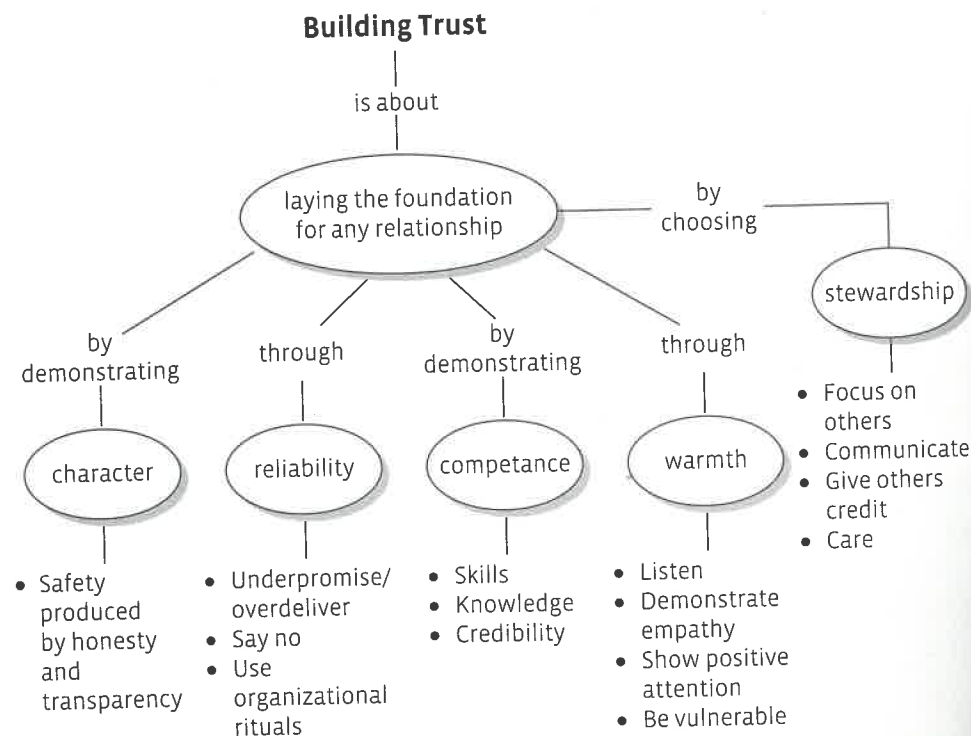 Building Trust
is about
laying the foundation
for any relationship
by
choosing
stewardship
• Focus on
others
• Communicate
• Give others
credit
• Care
by
demonstrating
character
• Safety
produced
by honesty
and
transparency
through
reliability
• Underpromise/
overdeliver
• Say no
• Use
organizational
rituals
by
demonstrating
competance
• Skills
• Knowledge
• Credibility
through
warmth
• Listen
• Demonstrate
empathy
• Show positive
attention
• Be vulnerable